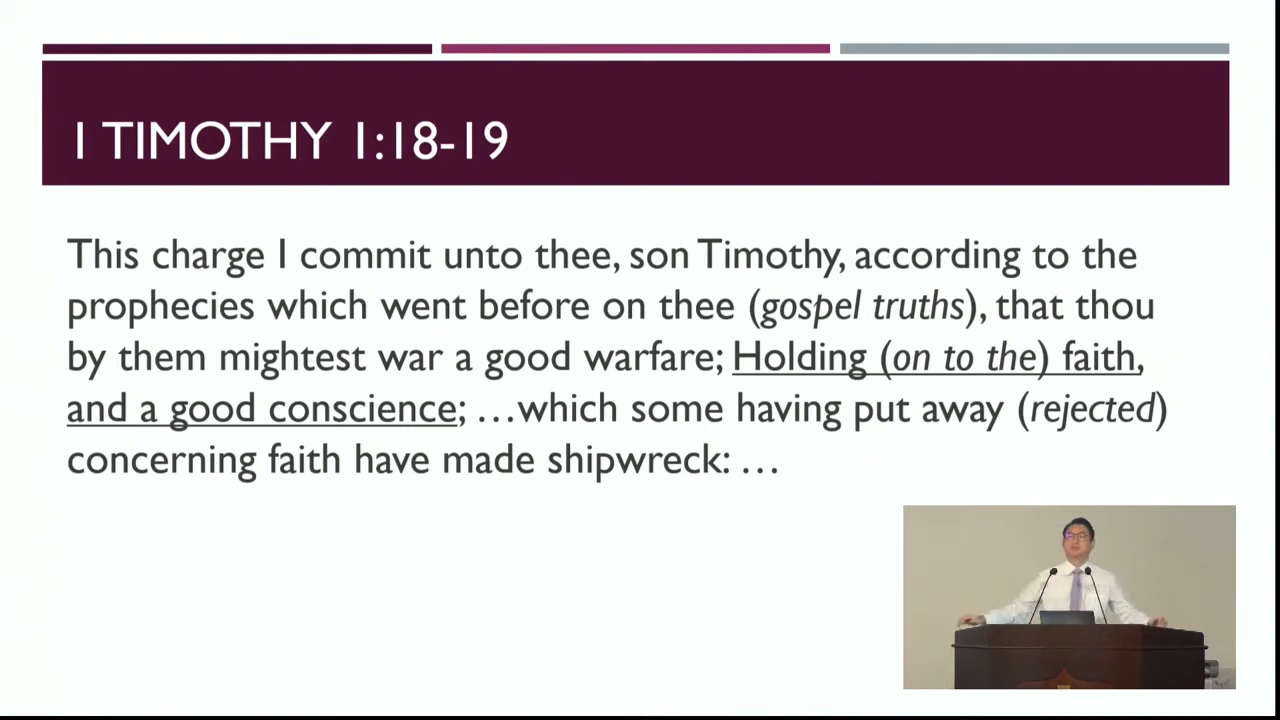 I TIMOTHY 1:18-19
This charge I commit unto thee, son Timothy, according to the
prophecies which went before on thee (gospel truths), that thou
by them mightest war a good warfare; Holding (on to the) faith,
and a good conscience; …which some having put away (rejected)
concerning faith have made shipwreck: …